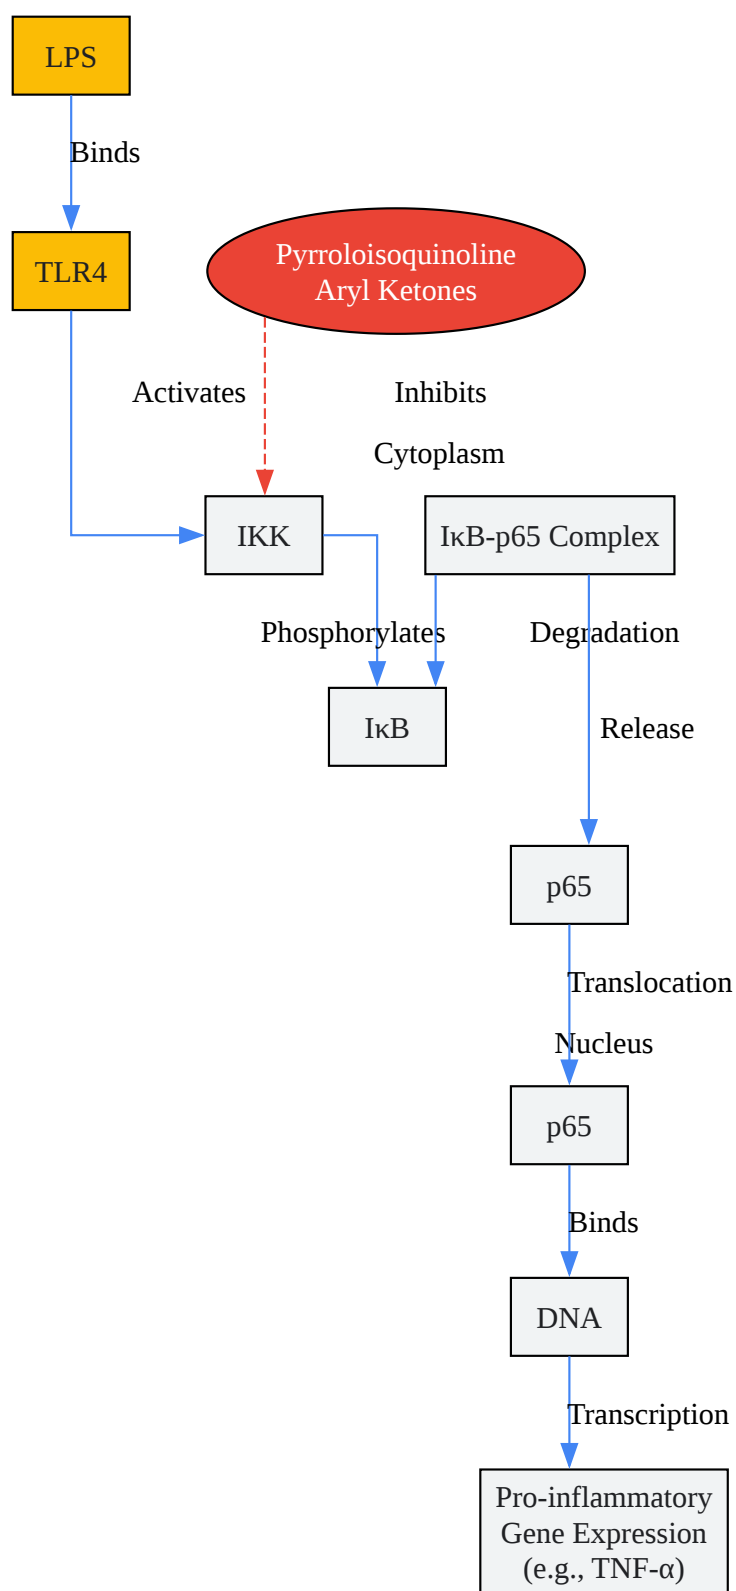 LPS
Binds
TLR4
Pyrroloisoquinoline
Aryl Ketones
Activates
Inhibits
Cytoplasm
IKK
IκB-p65 Complex
Phosphorylates
Degradation
IκB
Release
p65
Translocation
Nucleus
p65
Binds
DNA
Transcription
Pro-inflammatory
Gene Expression
(e.g., TNF-α)